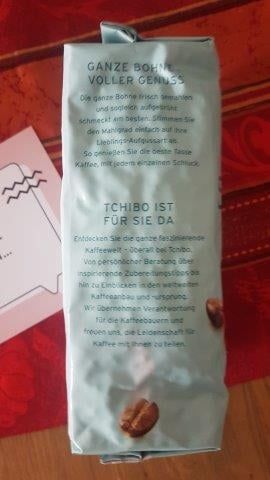 GANZE BOHNE,
VOLLER GENUSS
Die ganze Bohne frisch gemahlen
und sogleich aufgebrüht
schmeckt am besten. Stimmen Sie
den Mahlgrad einfach auf Ihre
Lieblings-Aufgussart ab.
So genießen Sie die beste Tasse
Kaffee, mit jedem einzelnen Schluck.
TCHIBO IST
FÜR SIE DA
Entdecken Sie die ganze faszinierende
Kaffeewelt – überall bei Tchibo.
Von persönlicher Beratung über
inspirierende Zubereitungstipps bis
hin zu Einblicken in den weltweiten
Kaffeeanbau und -ursprung.
Wir übernehmen Verantwortung
für die Kaffeebauern und
freuen uns, die Leidenschaft für
Kaffee mit Ihnen zu teilen.